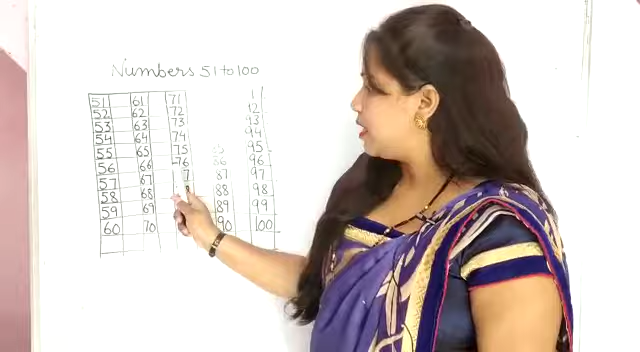 Numbers 51 to 100
51 61 71
52 62 72
53 63 73 93
54 64 74 94
55 65 75 95
56 66 76 86 96
57 67 87 97
58 68 88 98
59 69 89 99
60 70 90 100